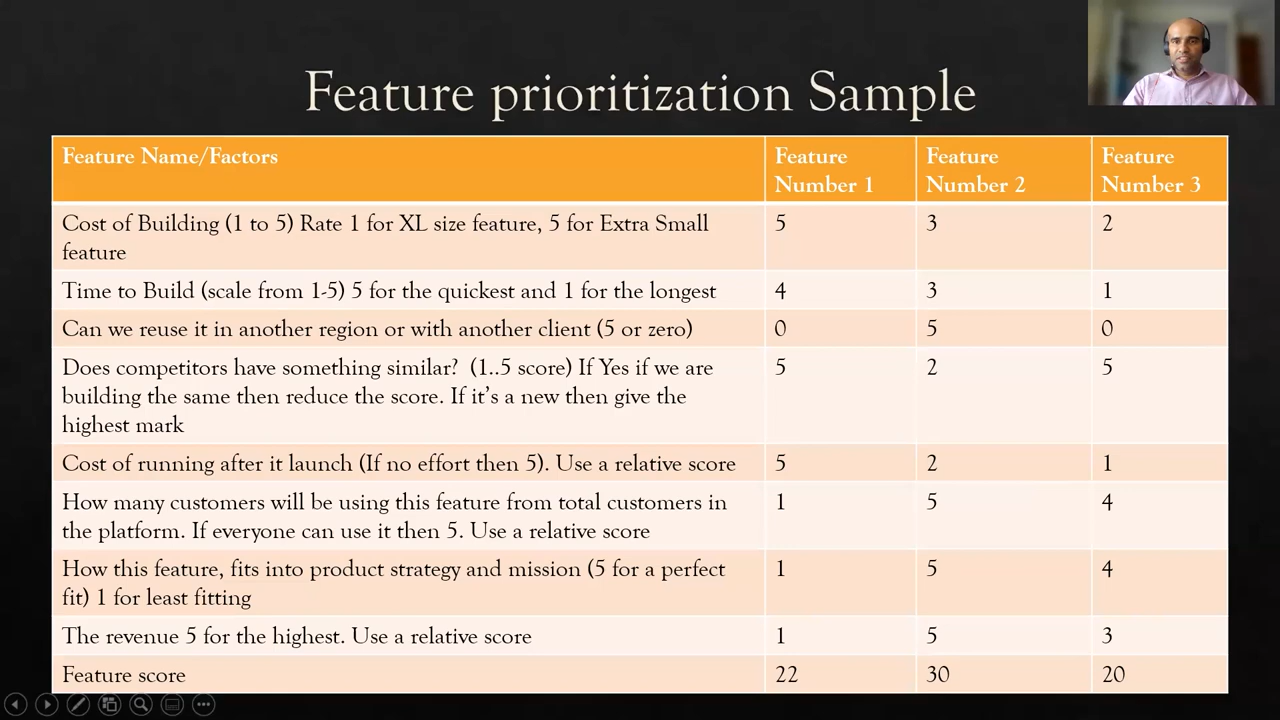 Feature prioritization Sample
Feature Name/Factors
Feature
Number 1
Feature
Number 2
Feature
Number 3
Cost of Building (1 to 5) Rate 1 for XL size feature, 5 for Extra Small
feature
5
3
2
Time to Build (scale from 1-5) 5 for the quickest and 1 for the longest
4
3
1
Can we reuse it in another region or with another client (5 or zero)
0
5
0
Does competitors have something similar? (1..5 score) If Yes if we are
building the same then reduce the score. If it's a new then give the
highest mark
5
2
5
Cost of running after it launch (If no effort then 5). Use a relative score
5
2
1
How many customers will be using this feature from total customers in
the platform. If everyone can use it then 5. Use a relative score
1
5
4
How this feature, fits into product strategy and mission (5 for a perfect
fit) 1 for least fitting
1
5
4
The revenue 5 for the highest. Use a relative score
1
5
3
Feature score
22
30
20